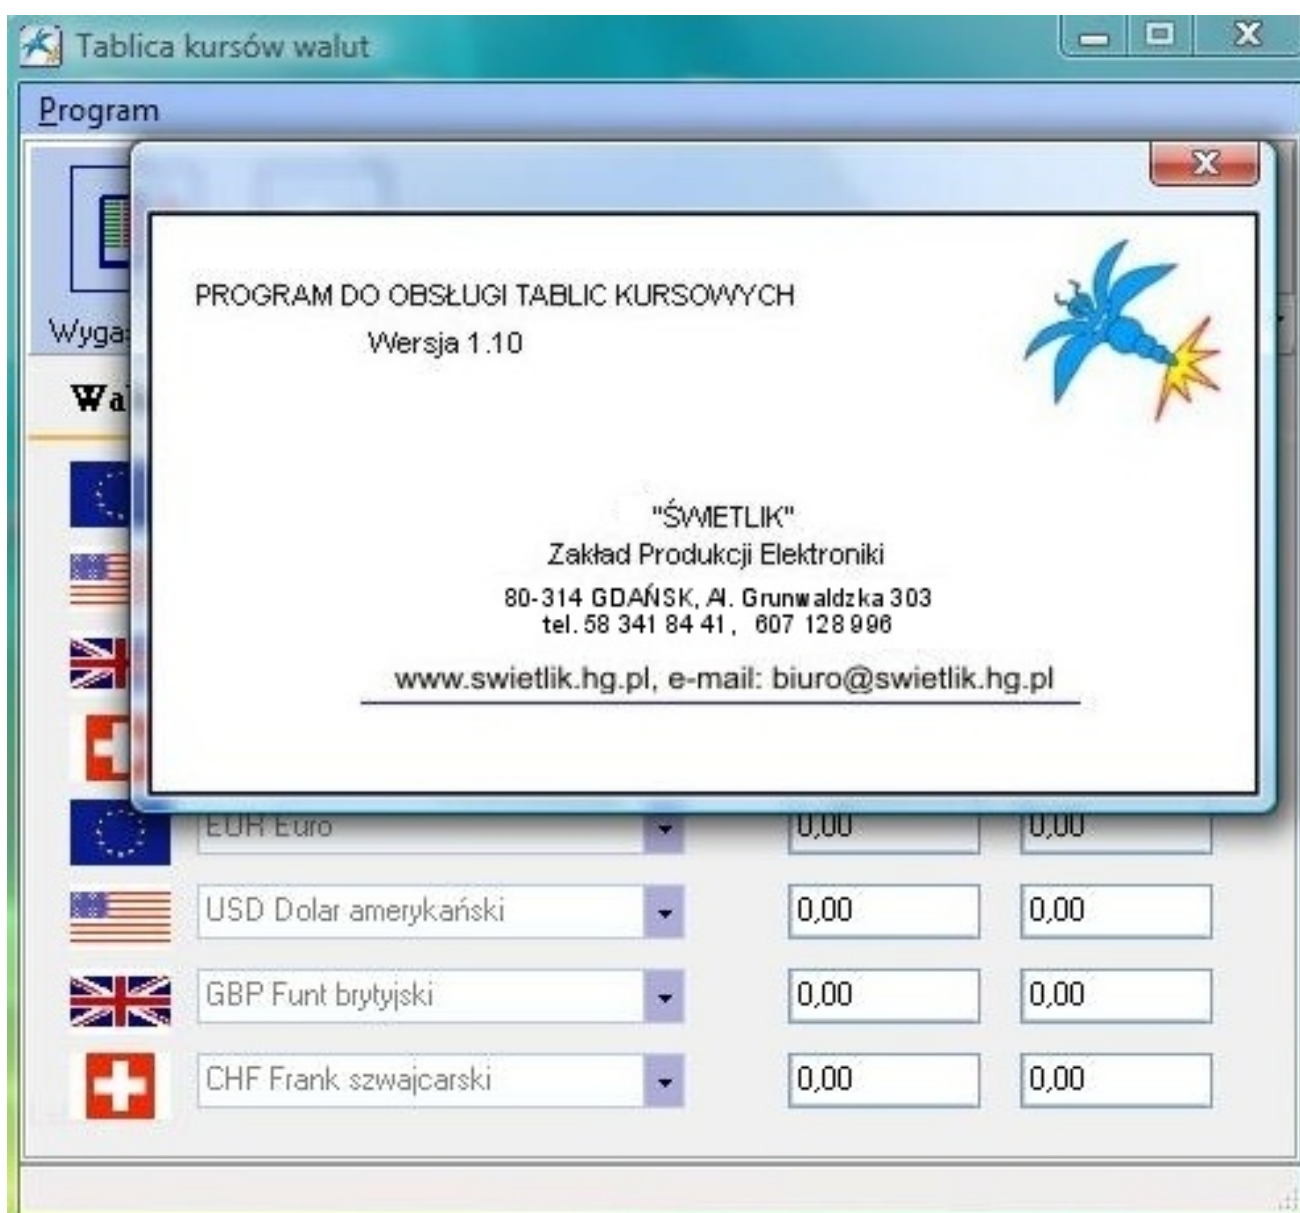 Tablica kursów walut
Program
PROGRAM DO OBSŁUGI TABLIC KURSOWYCH
Wersja 1.10
"ŚWIETLIK"
Zakład Produkcji Elektroniki
80-314 GDAŃSK, Al. Grunwaldzka 303
tel. 58 341 84 41, 607 128 996
www.swietlik.hg.pl, e-mail: biuro@swietlik.hg.pl
EUR Euro 0,00 0,00
USD Dolar amerykański 0,00 0,00
GBP Funt brytyjski 0,00 0,00
CHF Frank szwajcarski 0,00 0,00